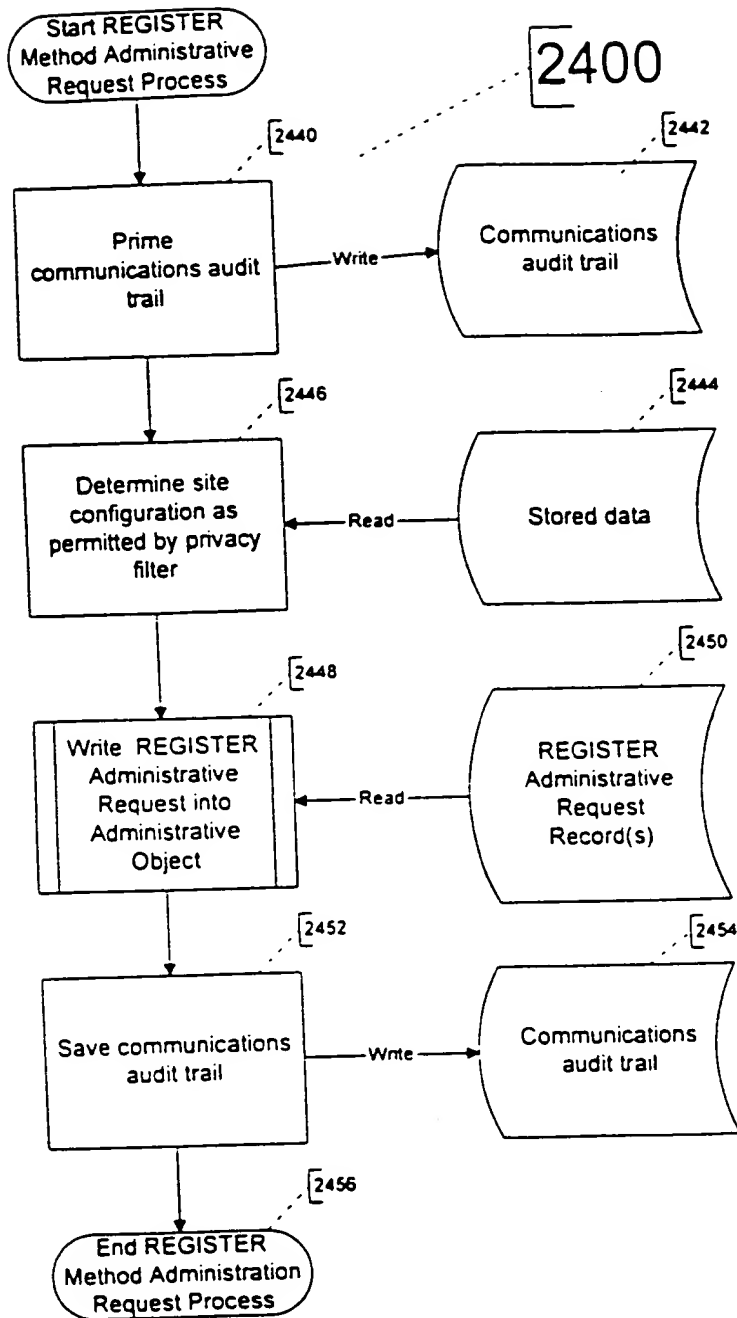 Start REGISTER
Method Administrative
Request Process
2400
2440
2442
Prime
communications audit
trail
Write
Communications
audit trail
2446
2444
Determine site
configuration as
permitted by privacy
filter
Read
Stored data
2448
2450
Write REGISTER
Administrative
Request into
Administrative
Object
Read
REGISTER
Administrative
Request
Record(s)
2452
2454
Save communications
audit trail
Write
Communications
audit trail
2456
End REGISTER
Method Administration
Request Process